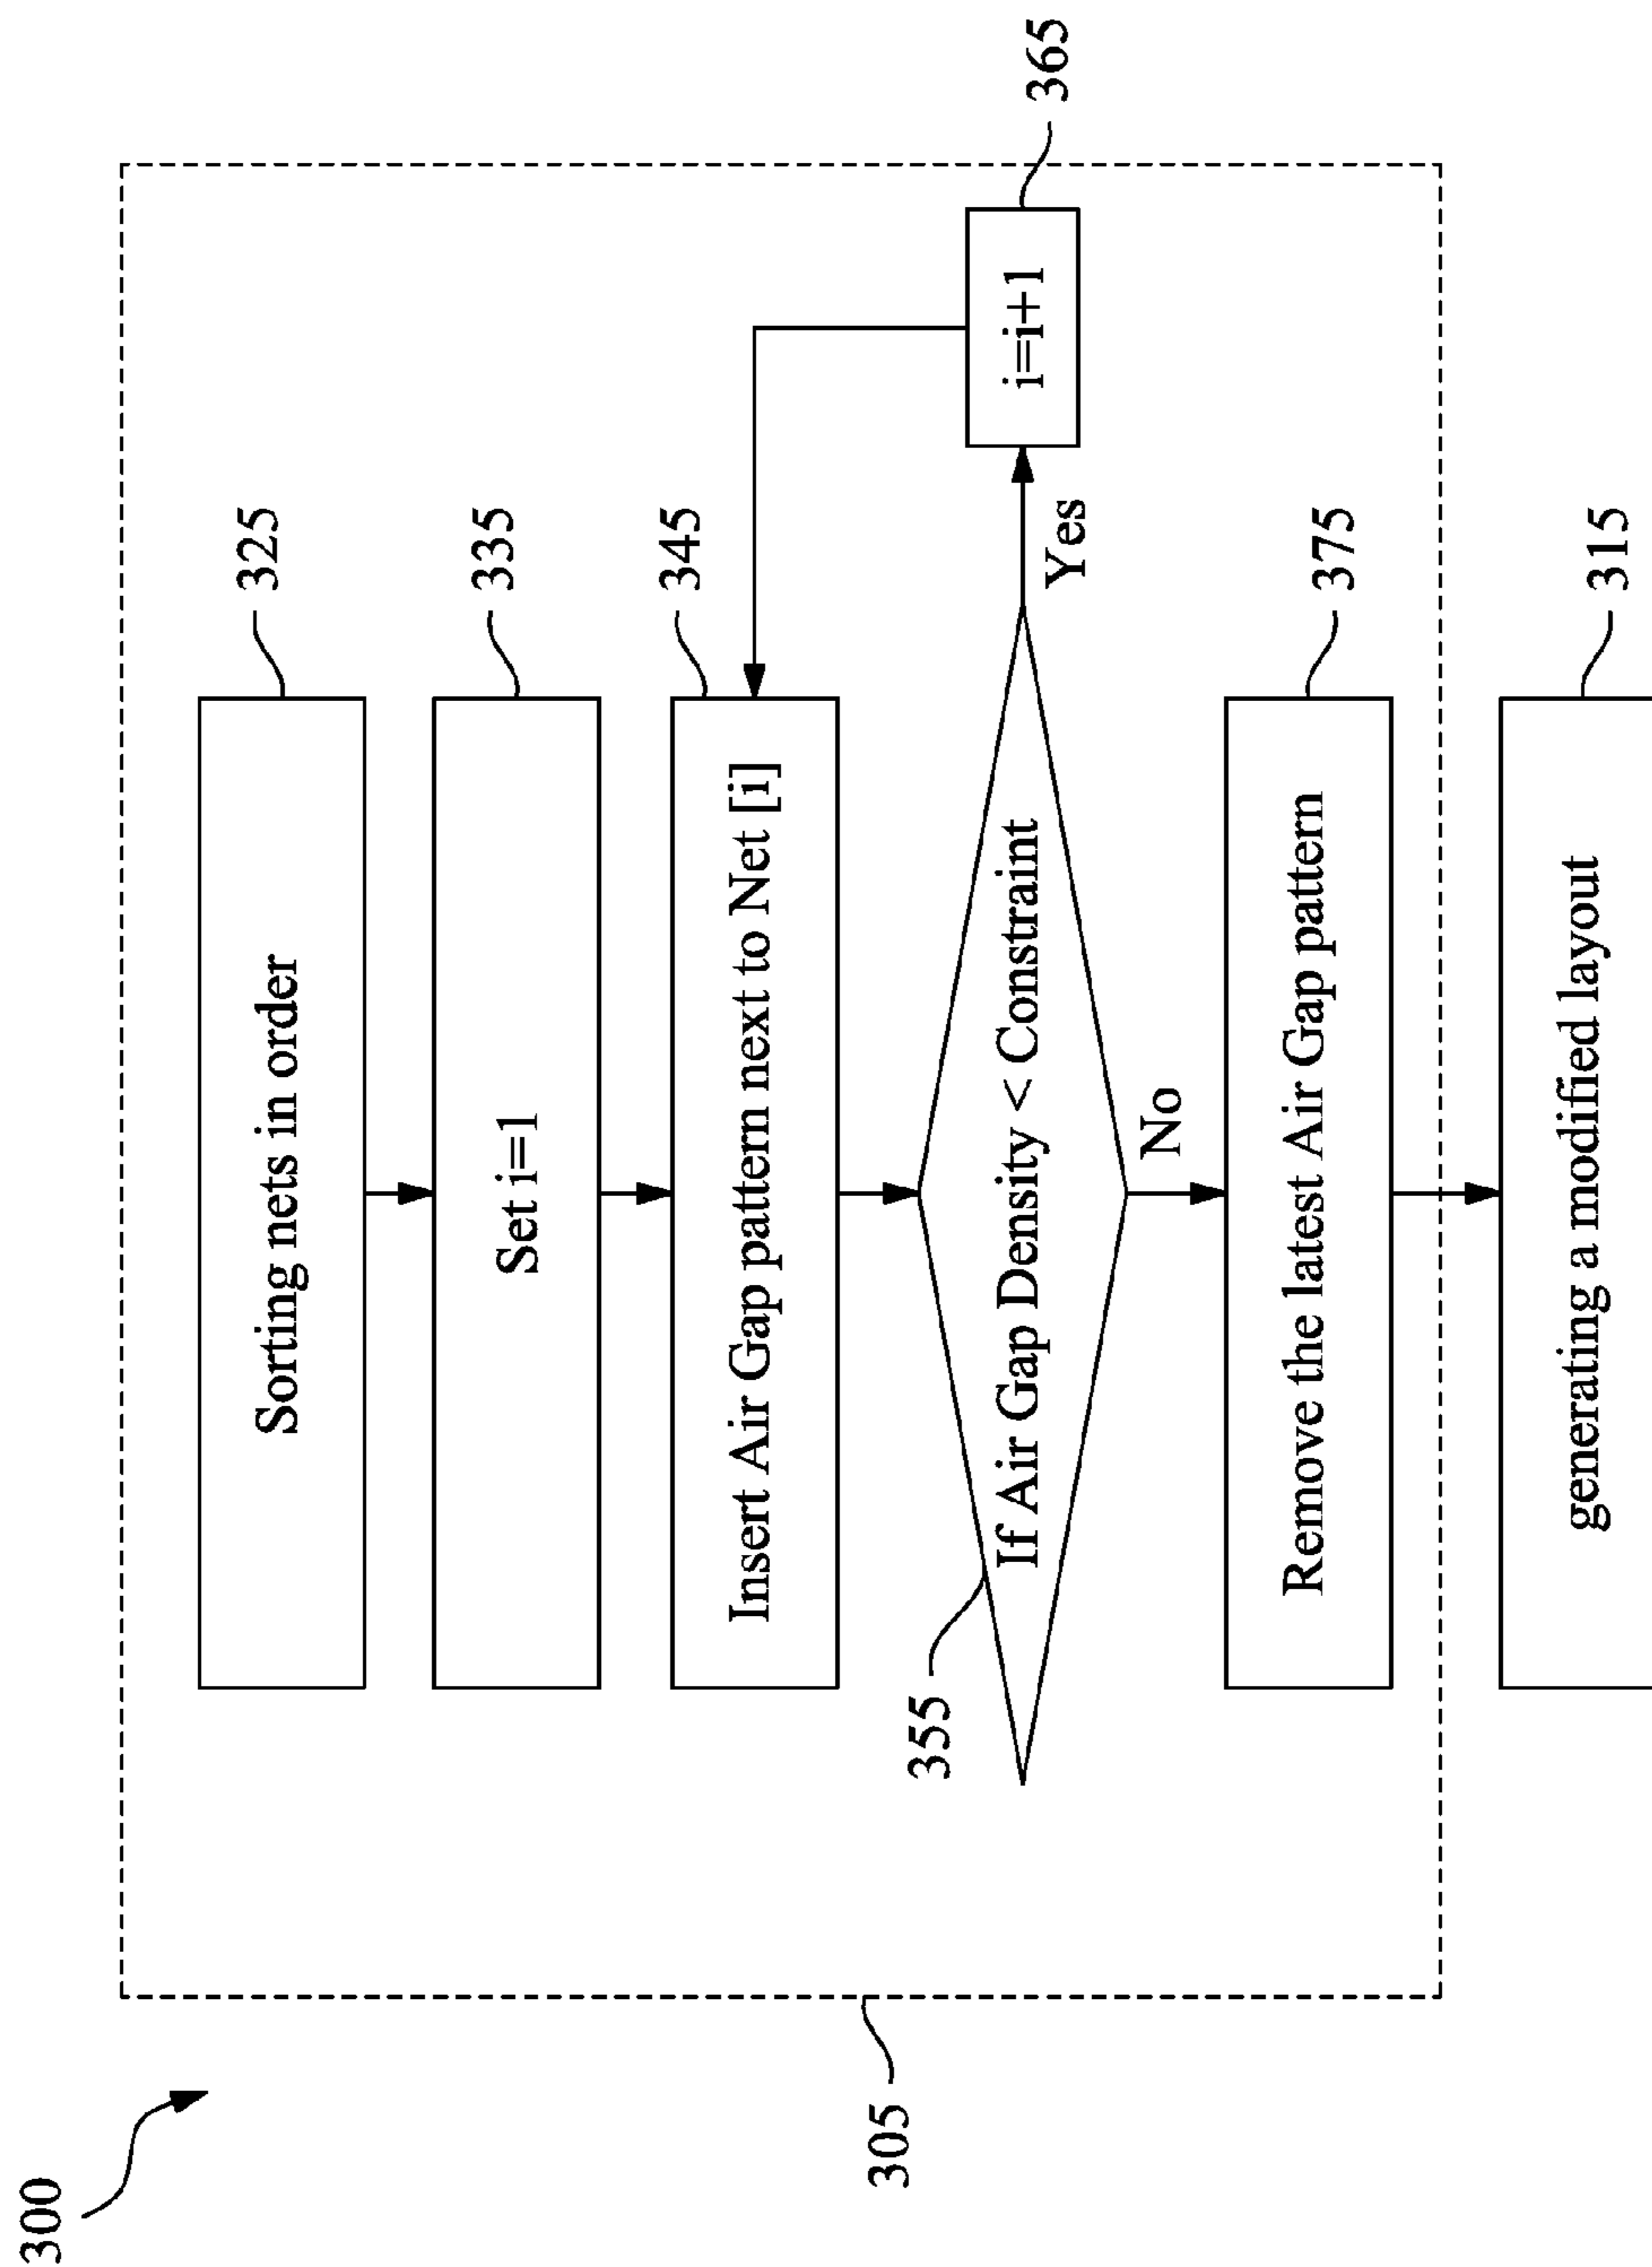 300
305
Sorting nets in order
325
Set i=1
335
Insert Air Gap pattern next to Net [i]
345
355
If Air Gap Density < Constraint
Yes
i=i+1
365
No
Remove the latest Air Gap pattern
375
generating a modified layout
315